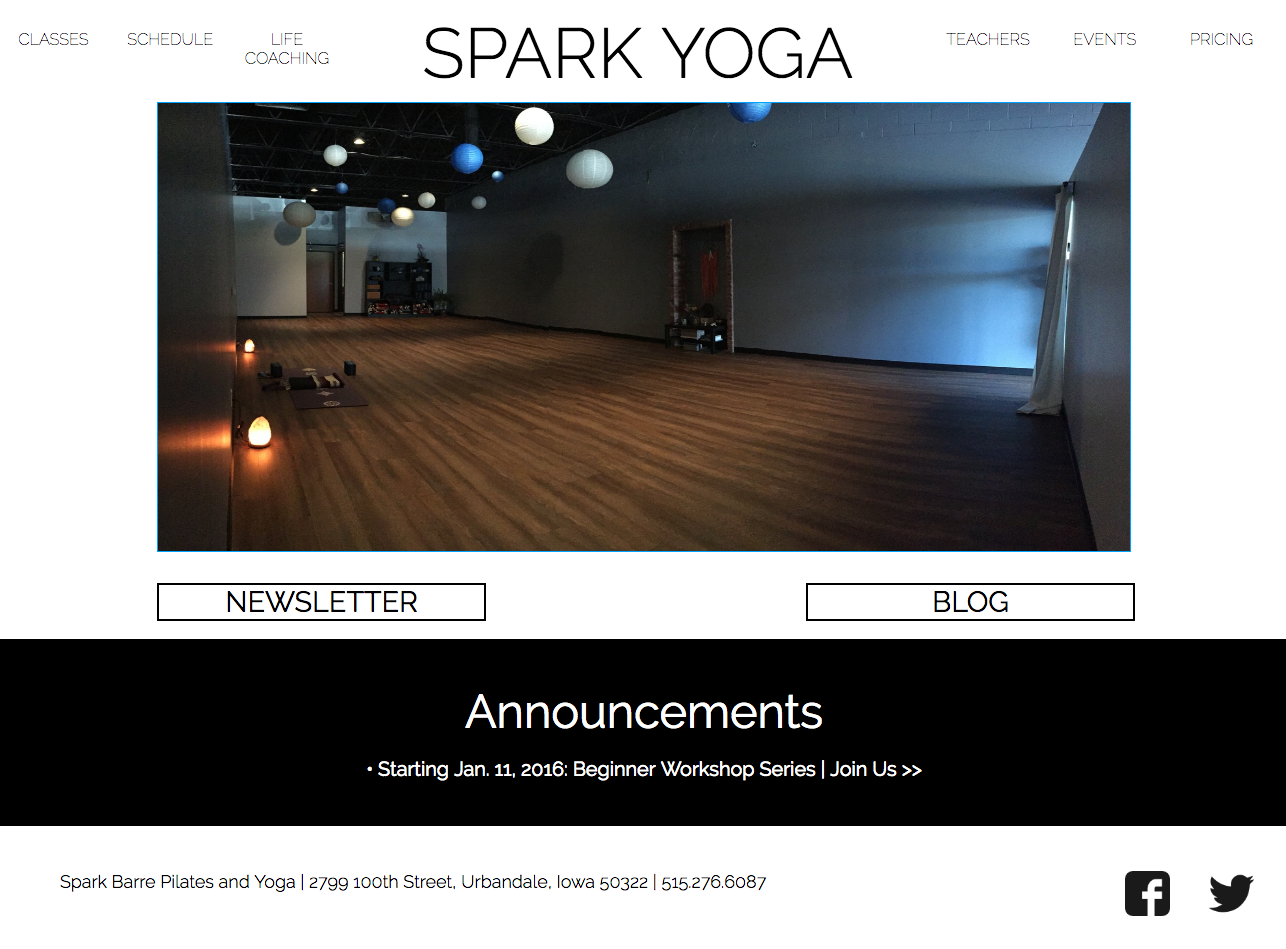 CLASSES
SCHEDULE
LIFE
COACHING
SPARK YOGA
TEACHERS
EVENTS
PRICING
NEWSLETTER
BLOG
Announcements
• Starting Jan. 11, 2016: Beginner Workshop Series | Join Us >>
Spark Barre Pilates and Yoga | 2799 100th Street, Urbandale, Iowa 50322 | 515.276.6087